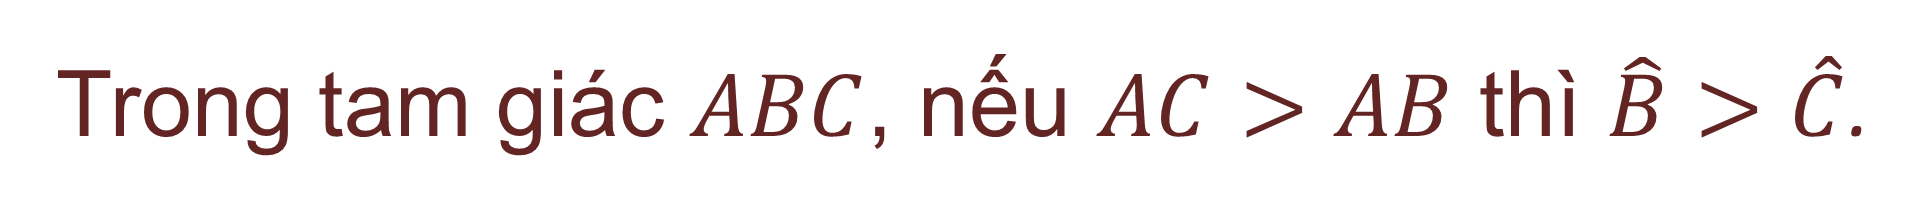 Trong tam giác ABC, nếu AC > AB thì B̂ > Ĉ.